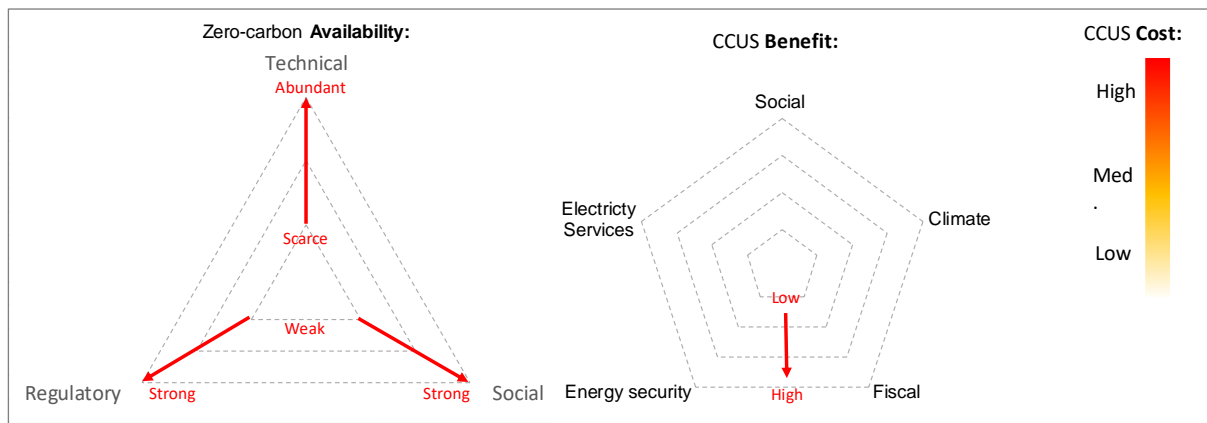 Zero-carbon Availability:
Technical
Abundant
Scarce
Weak
Regulatory
Strong
Strong
Social
CCUS Benefit:
Social
Electricty
Services
Climate
Low
Energy security
High
Fiscal
CCUS Cost:
High
Med
.
Low